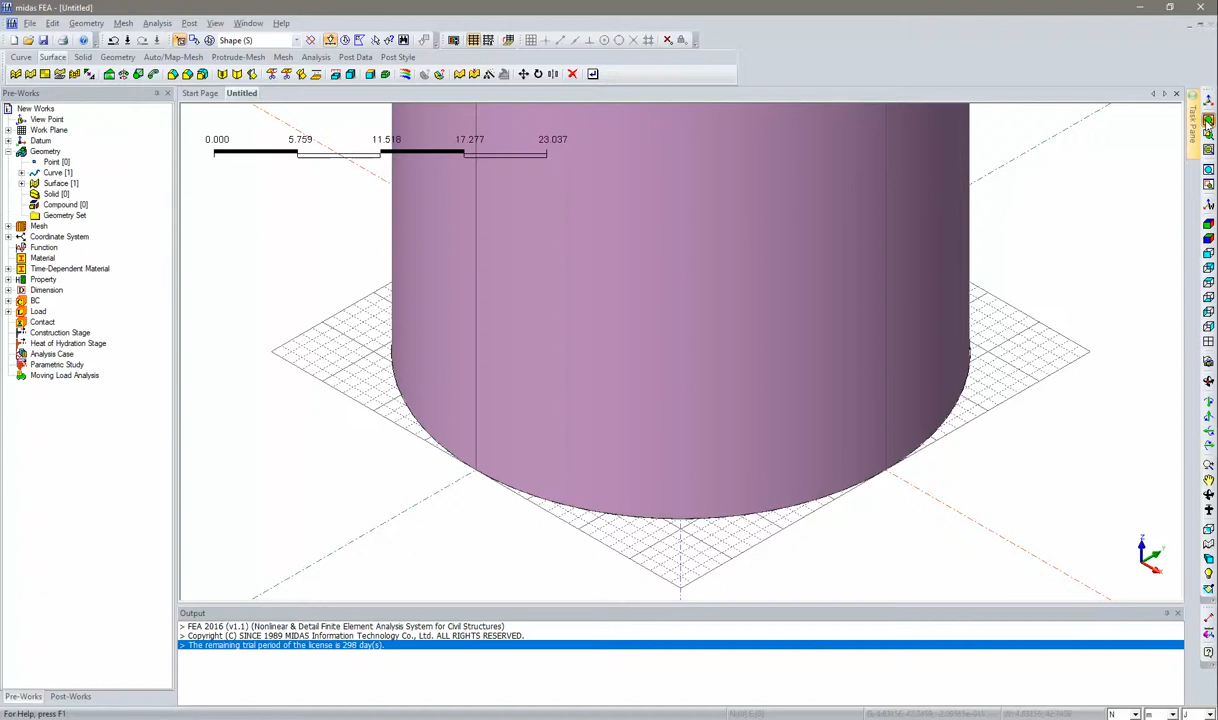 midas FEA - [Untitled]
File Edit Geometry Mesh Analysis Post View Window Help
Shape (S)
Curve Surface Solid Geometry Auto/Map-Mesh Protrude-Mesh Mesh Analysis Post Data Post Style
Pre-Works
Start Page Untitled
New Works
View Point
Work Plane
Datum
Geometry
Point [0]
Curve [1]
Surface [1]
Solid [0]
Compound [0]
Geometry Set
Mesh
Coordinate System
Function
Material
Time-Dependent Material
Property
Dimension
BC
Load
Contact
Construction Stage
Heat of Hydration Stage
Analysis Case
Parametric Study
Moving Load Analysis
0.000 5.759 11.518 17.277 23.037
Task Pane
Z
Y
X
Output
> FEA 2016 (v1.1) (Nonlinear & Detail Finite Element Analysis System for Civil Structures)
> Copyright (C) SINCE 1989 MIDAS Information Technology Co., Ltd. ALL RIGHTS RESERVED.
> The remaining trial period of the license is 298 day(s).
Pre-Works Post-Works
For Help, press F1
N:[0] E:[0]
N m J